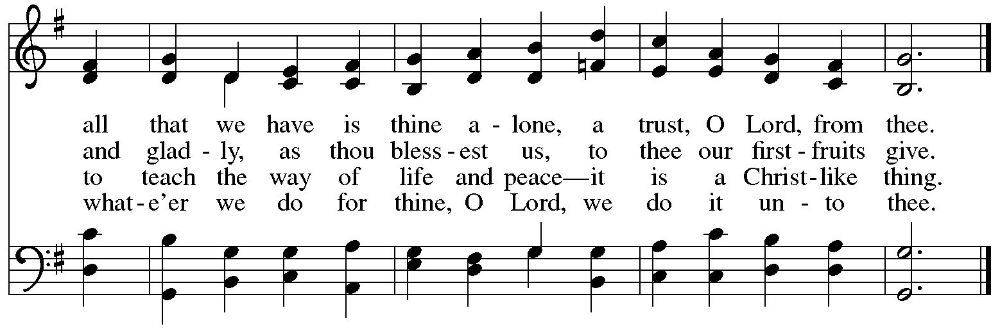 all that we have is thine a - lone, a trust, O Lord, from thee.
and glad - ly, as thou bless - est us, to thee our first - fruits give.
to teach the way of life and peace—it is a Christ - like thing.
what - e'er we do for thine, O Lord, we do it un - to thee.